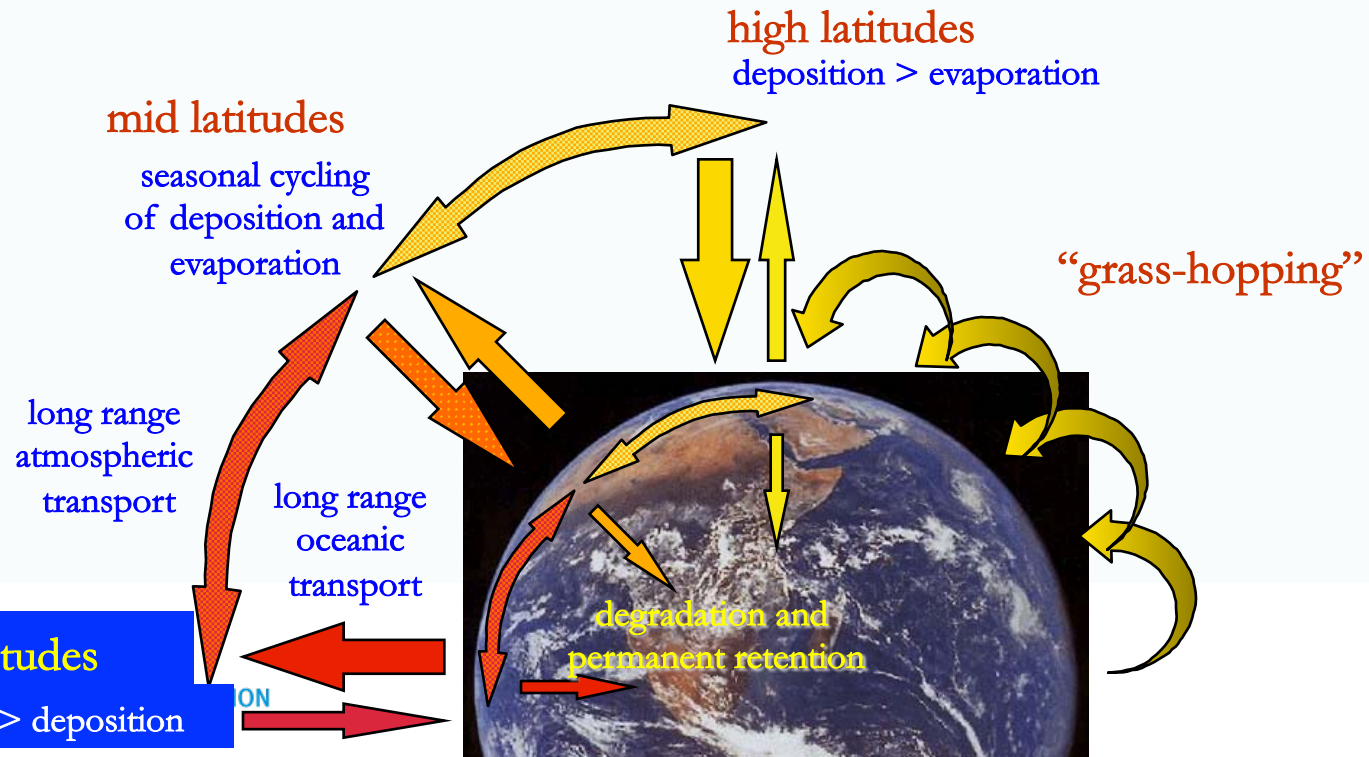 high latitudes
deposition > evaporation
mid latitudes
seasonal cycling
of deposition and
evaporation
“grass-hopping”
long range
atmospheric
transport
long range
oceanic
transport
degradation and
permanent retention
tudes
ION
> deposition